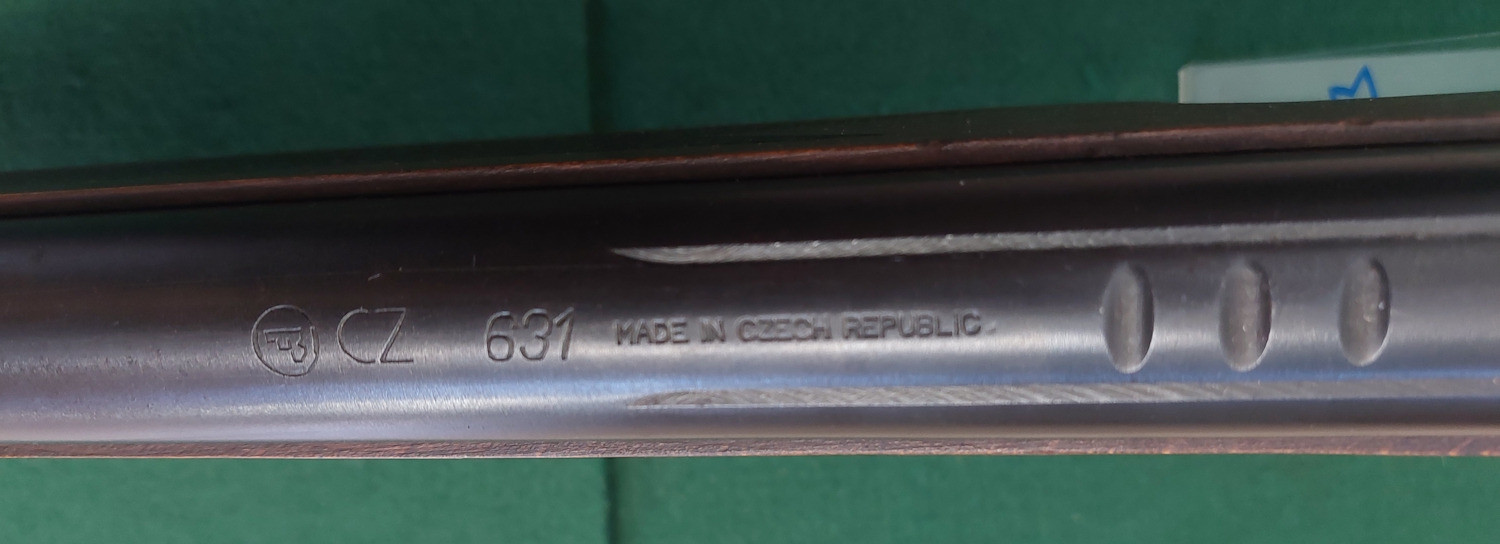 CZ 631 MADE IN CZECH REPUBLIC